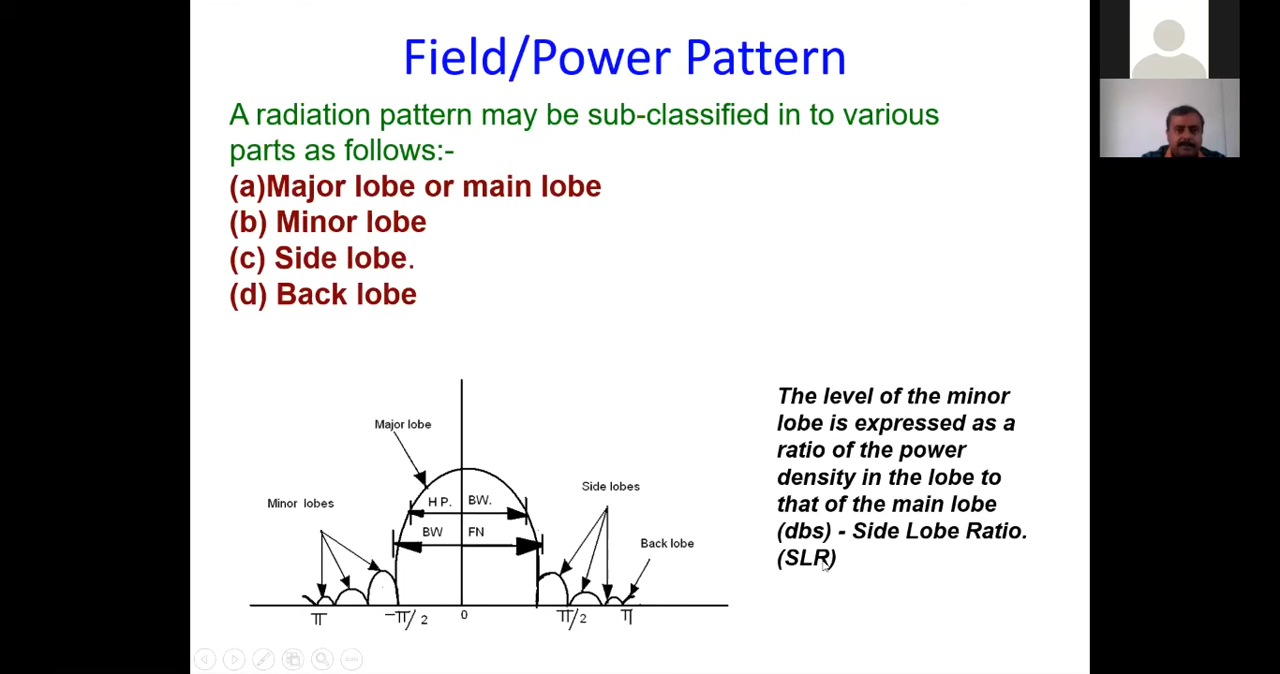 Field/Power Pattern
A radiation pattern may be sub-classified in to various
parts as follows:-
(a)Major lobe or main lobe
(b) Minor lobe
(c) Side lobe.
(d) Back lobe
The level of the minor
lobe is expressed as a
ratio of the power
density in the lobe to
that of the main lobe
(dbs) - Side Lobe Ratio.
(SLR)
Major lobe
Minor lobes
H P. BW.
Side lobes
BW FN
Back lobe
π
-π/2
0
π/2
π